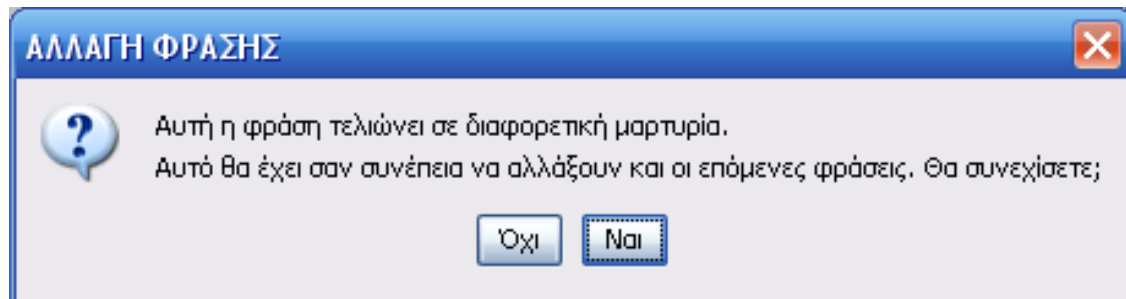 ΑΛΛΑΓΗ ΦΡΑΣΗΣ
Αυτή η φράση τελιώνει σε διαφορετική μαρτυρία.
Αυτό θα έχει σαν συνέπεια να αλλάξουν και οι επόμενες φράσεις. Θα συνεχίσετε;
Όχι Ναι